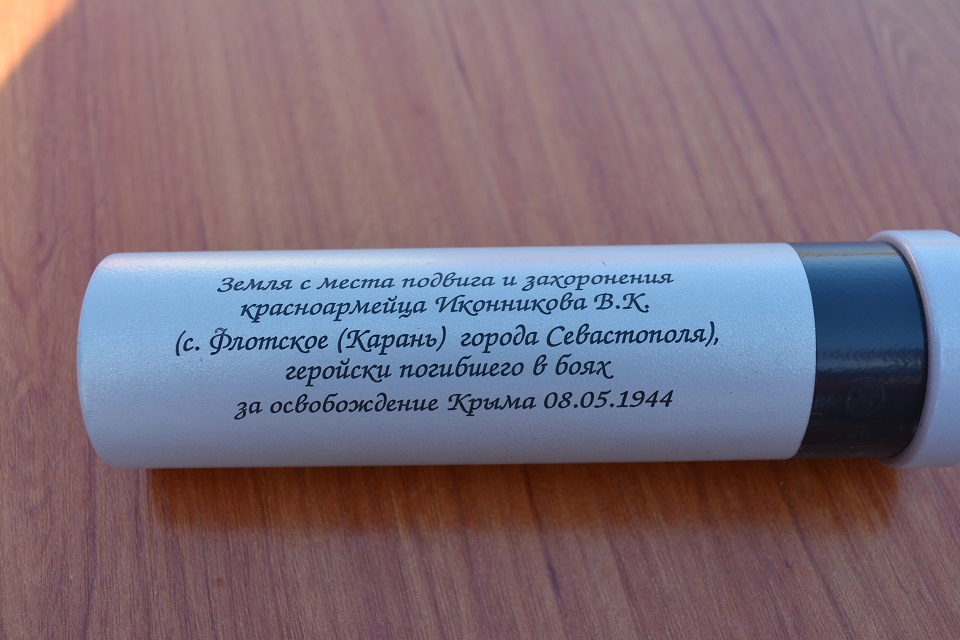 Земля с места подвига и захоронения
красноармейца Иконникова В.К.
(с. Флотское (Карань) города Севастополя),
геройски погибшего в боях
за освобождение Крыма 08.05.1944